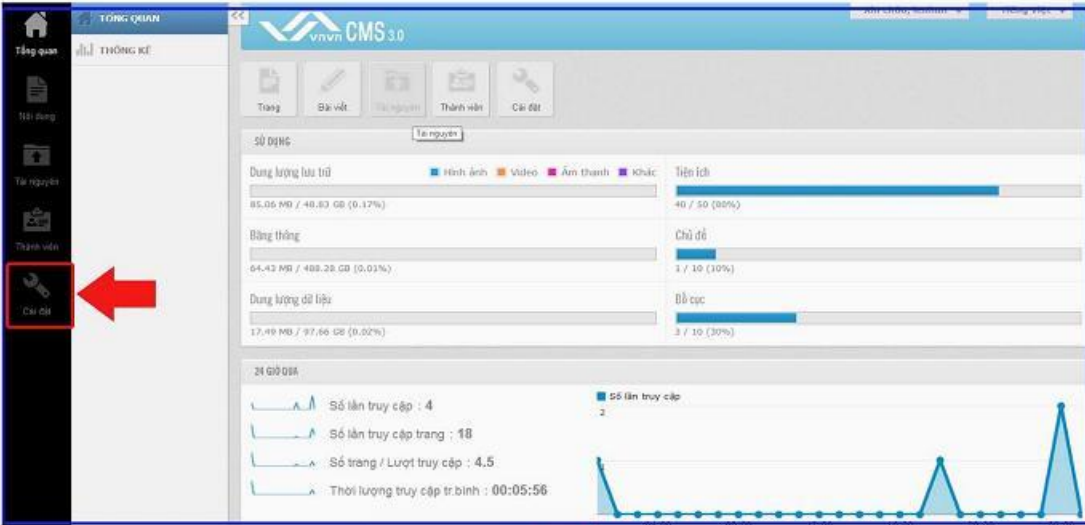 TỔNG QUAN
THỐNG KÊ
Tổng quan
Nội dung
Tài nguyên
Thành viên
Cài đặt
vnvn CMS 3.0
Tiếng Việt
Trang
Bài viết
Tài nguyên
Thành viên
Cài đặt
Tài nguyên
SỬ DỤNG
Dung lượng lưu trữ
Hình ảnh Video Âm thanh Khác
85.06 MB / 48.83 GB (0.17%)
Băng thông
64.43 MB / 488.28 GB (0.01%)
Dung lượng dữ liệu
17.49 MB / 97.66 GB (0.02%)
Tiện ích
40 / 50 (80%)
Chủ đề
1 / 10 (10%)
Bố cục
3 / 10 (30%)
24 GIỜ QUA
Số lần truy cập : 4
Số lần truy cập trang : 18
Số trang / Lượt truy cập : 4.5
Thời lượng truy cập tr.bình : 00:05:56
Số lần truy cập
2
1